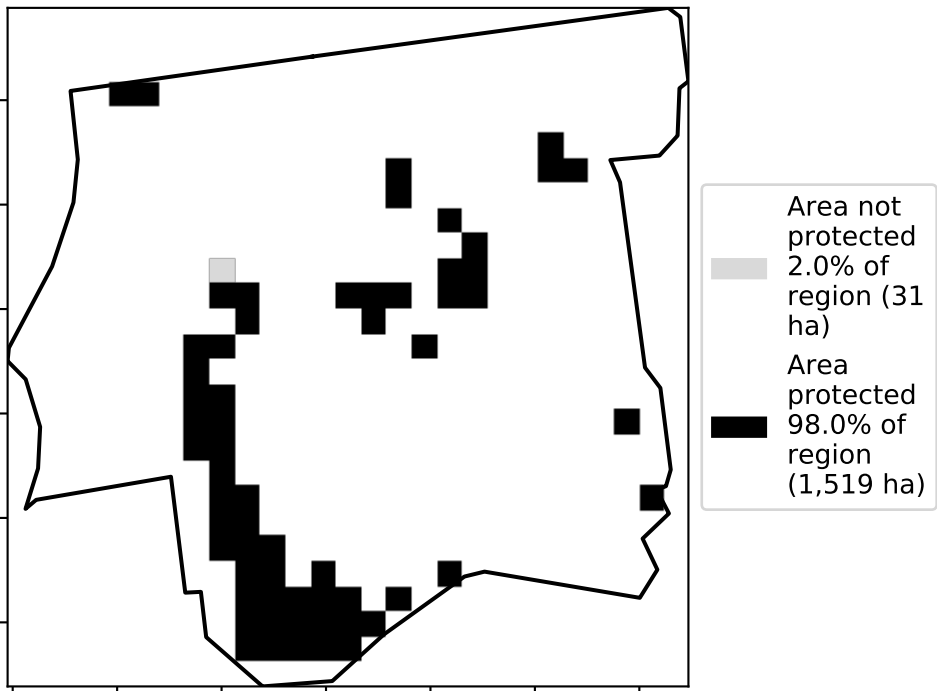 Area not
protected
2.0% of
region (31
ha)
Area
protected
98.0% of
region
(1,519 ha)